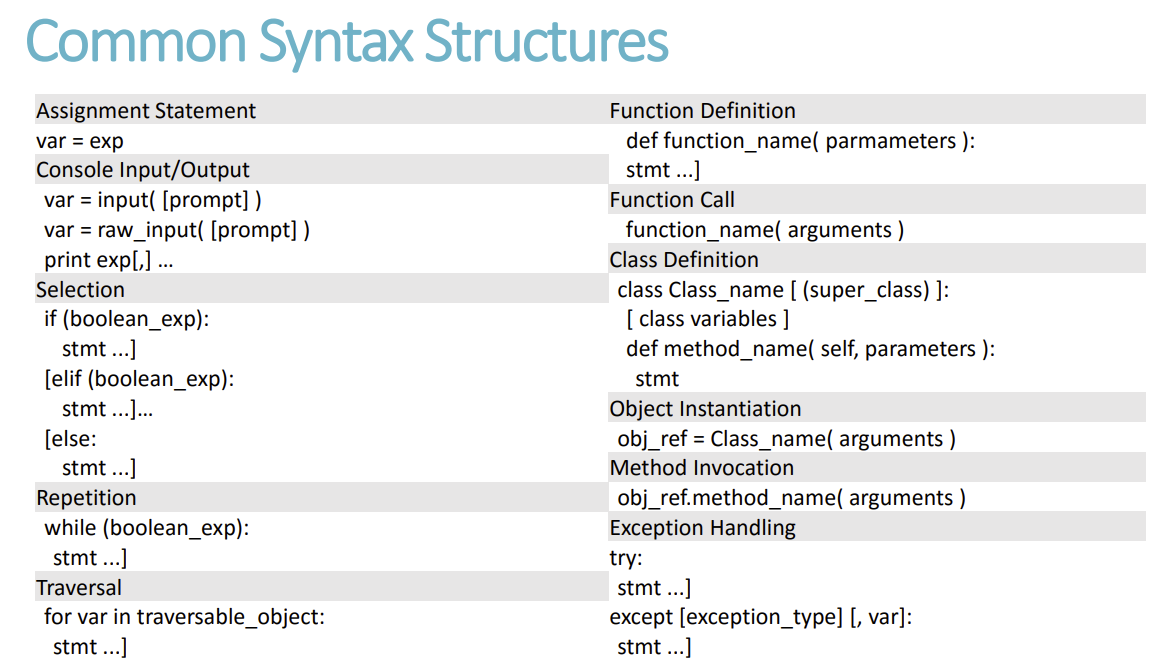 Common Syntax Structures
Assignment Statement
var = exp
Console Input/Output
var = input( [prompt] )
var = raw_input( [prompt] )
print exp[,] ...
Selection
if (boolean_exp):
stmt ...]
[elif (boolean_exp):
stmt ...]...
[else:
stmt ...]
Repetition
while (boolean_exp):
stmt ...]
Traversal
for var in traversable_object:
stmt ...]
Function Definition
def function_name( parmameters ):
stmt ...]
Function Call
function_name( arguments )
Class Definition
class Class_name [ (super_class) ]:
[ class variables ]
def method_name( self, parameters ):
stmt
Object Instantiation
obj_ref = Class_name( arguments )
Method Invocation
obj_ref.method_name( arguments )
Exception Handling
try:
stmt ...]
except [exception_type] [, var]:
stmt ...]